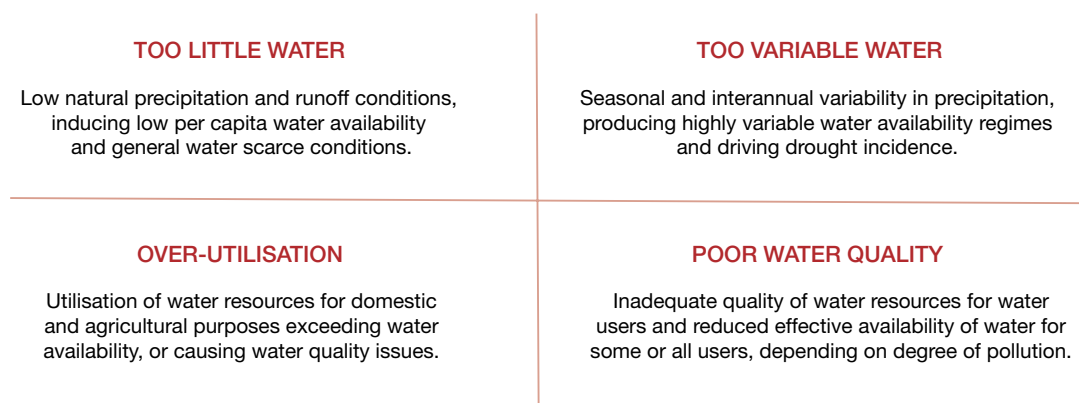 TOO LITTLE WATER
Low natural precipitation and runoff conditions,
inducing low per capita water availability
and general water scarce conditions.
TOO VARIABLE WATER
Seasonal and interannual variability in precipitation,
producing highly variable water availability regimes
and driving drought incidence.
OVER-UTILISATION
Utilisation of water resources for domestic
and agricultural purposes exceeding water
availability, or causing water quality issues.
POOR WATER QUALITY
Inadequate quality of water resources for water
users and reduced effective availability of water for
some or all users, depending on degree of pollution.